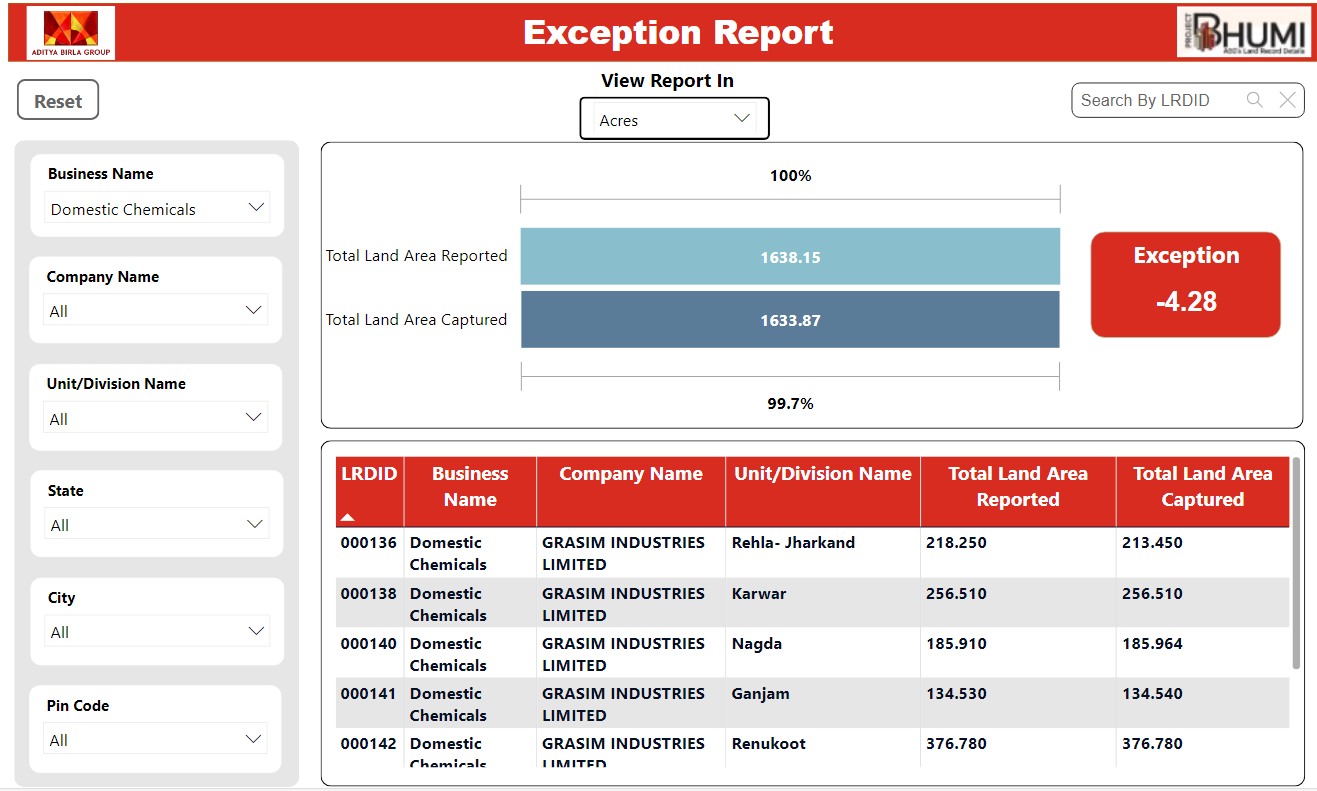 ADITYA BIRLA GROUP
Exception Report
PROJECT
BHUMI
ABG's Land Record Details
Reset
View Report In
Acres
Search By LRDID
Business Name
Domestic Chemicals
Company Name
All
Unit/Division Name
All
State
All
City
All
Pin Code
All
100%
Total Land Area Reported
1638.15
Total Land Area Captured
1633.87
99.7%
Exception
-4.28
LRDID Business Name Company Name Unit/Division Name Total Land Area Reported Total Land Area Captured
000136 Domestic Chemicals GRASIM INDUSTRIES LIMITED Rehla- Jharkand 218.250 213.450
000138 Domestic Chemicals GRASIM INDUSTRIES LIMITED Karwar 256.510 256.510
000140 Domestic Chemicals GRASIM INDUSTRIES LIMITED Nagda 185.910 185.964
000141 Domestic Chemicals GRASIM INDUSTRIES LIMITED Ganjam 134.530 134.540
000142 Domestic Chemicals GRASIM INDUSTRIES LIMITED Renukoot 376.780 376.780